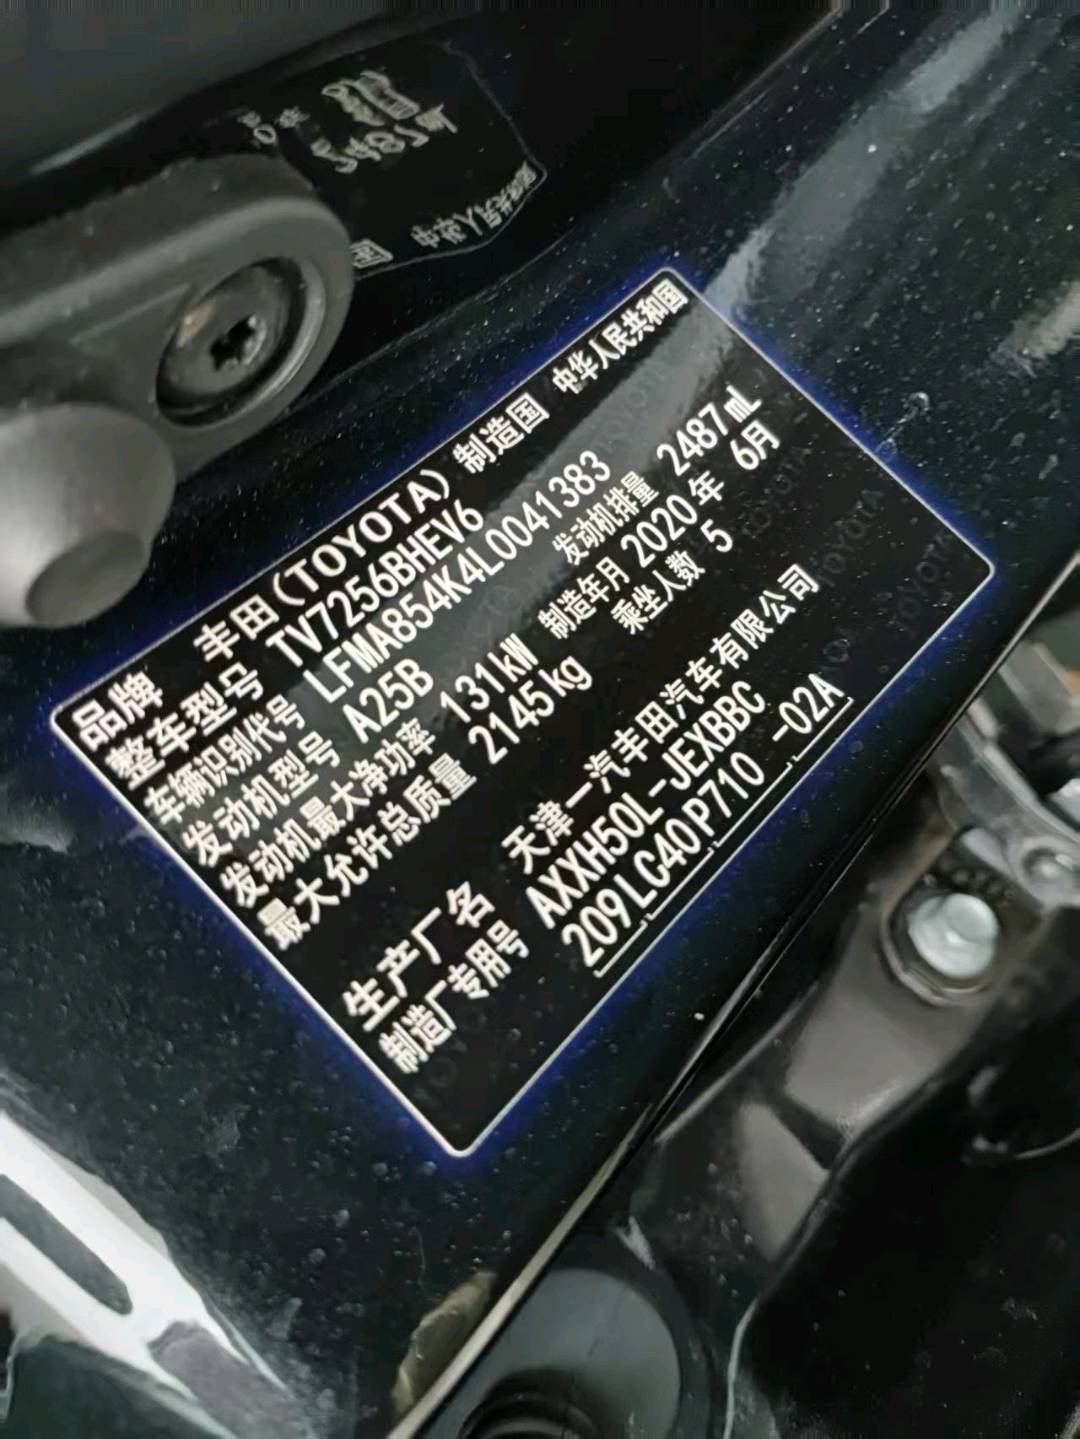 品牌 丰田(TOYOTA) 制造国 中华人民共和国
整车型号 TV7256BHEV6
车辆识别代号 LFMA854K4L0041383
发动机型号 A25B 发动机排量 2487mL
发动机最大净功率 131kW 制造年月 2020年 6月
最大允许总质量 2145kg 乘坐人数 5
生产厂名 天津一汽丰田汽车有限公司
制造厂专用号 AXXH50L-JEXBBC
209 LC40 P710 -02A